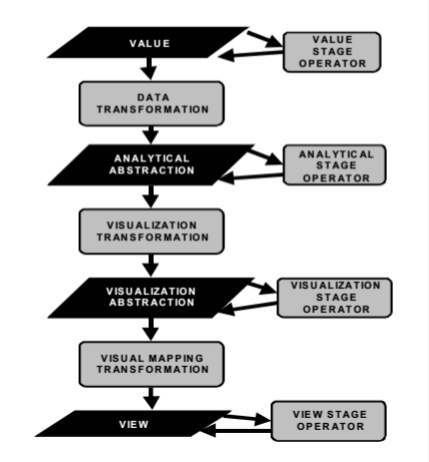 VALUE
VALUE
STAGE
OPERATOR
DATA
TRANSFORMATION
ANALYTICAL
ABSTRACTION
ANALYTICAL
STAGE
OPERATOR
VISUALIZATION
TRANSFORMATION
VISUALIZATION
ABSTRACTION
VISUALIZATION
STAGE
OPERATOR
VISUAL MAPPING
TRANSFORMATION
VIEW
VIEW STAGE
OPERATOR